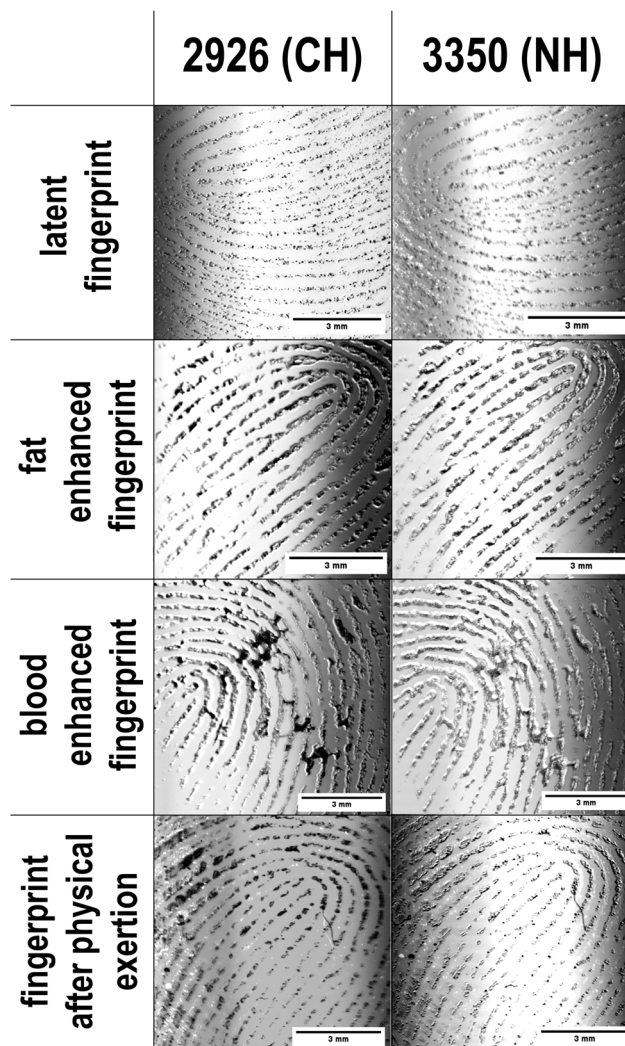 2926 (CH)
3350 (NH)
latent
fingerprint
3 mm
3 mm
fat
enhanced
fingerprint
3 mm
3 mm
blood
enhanced
fingerprint
3 mm
3 mm
fingerprint
after physical
exertion
3 mm
3 mm